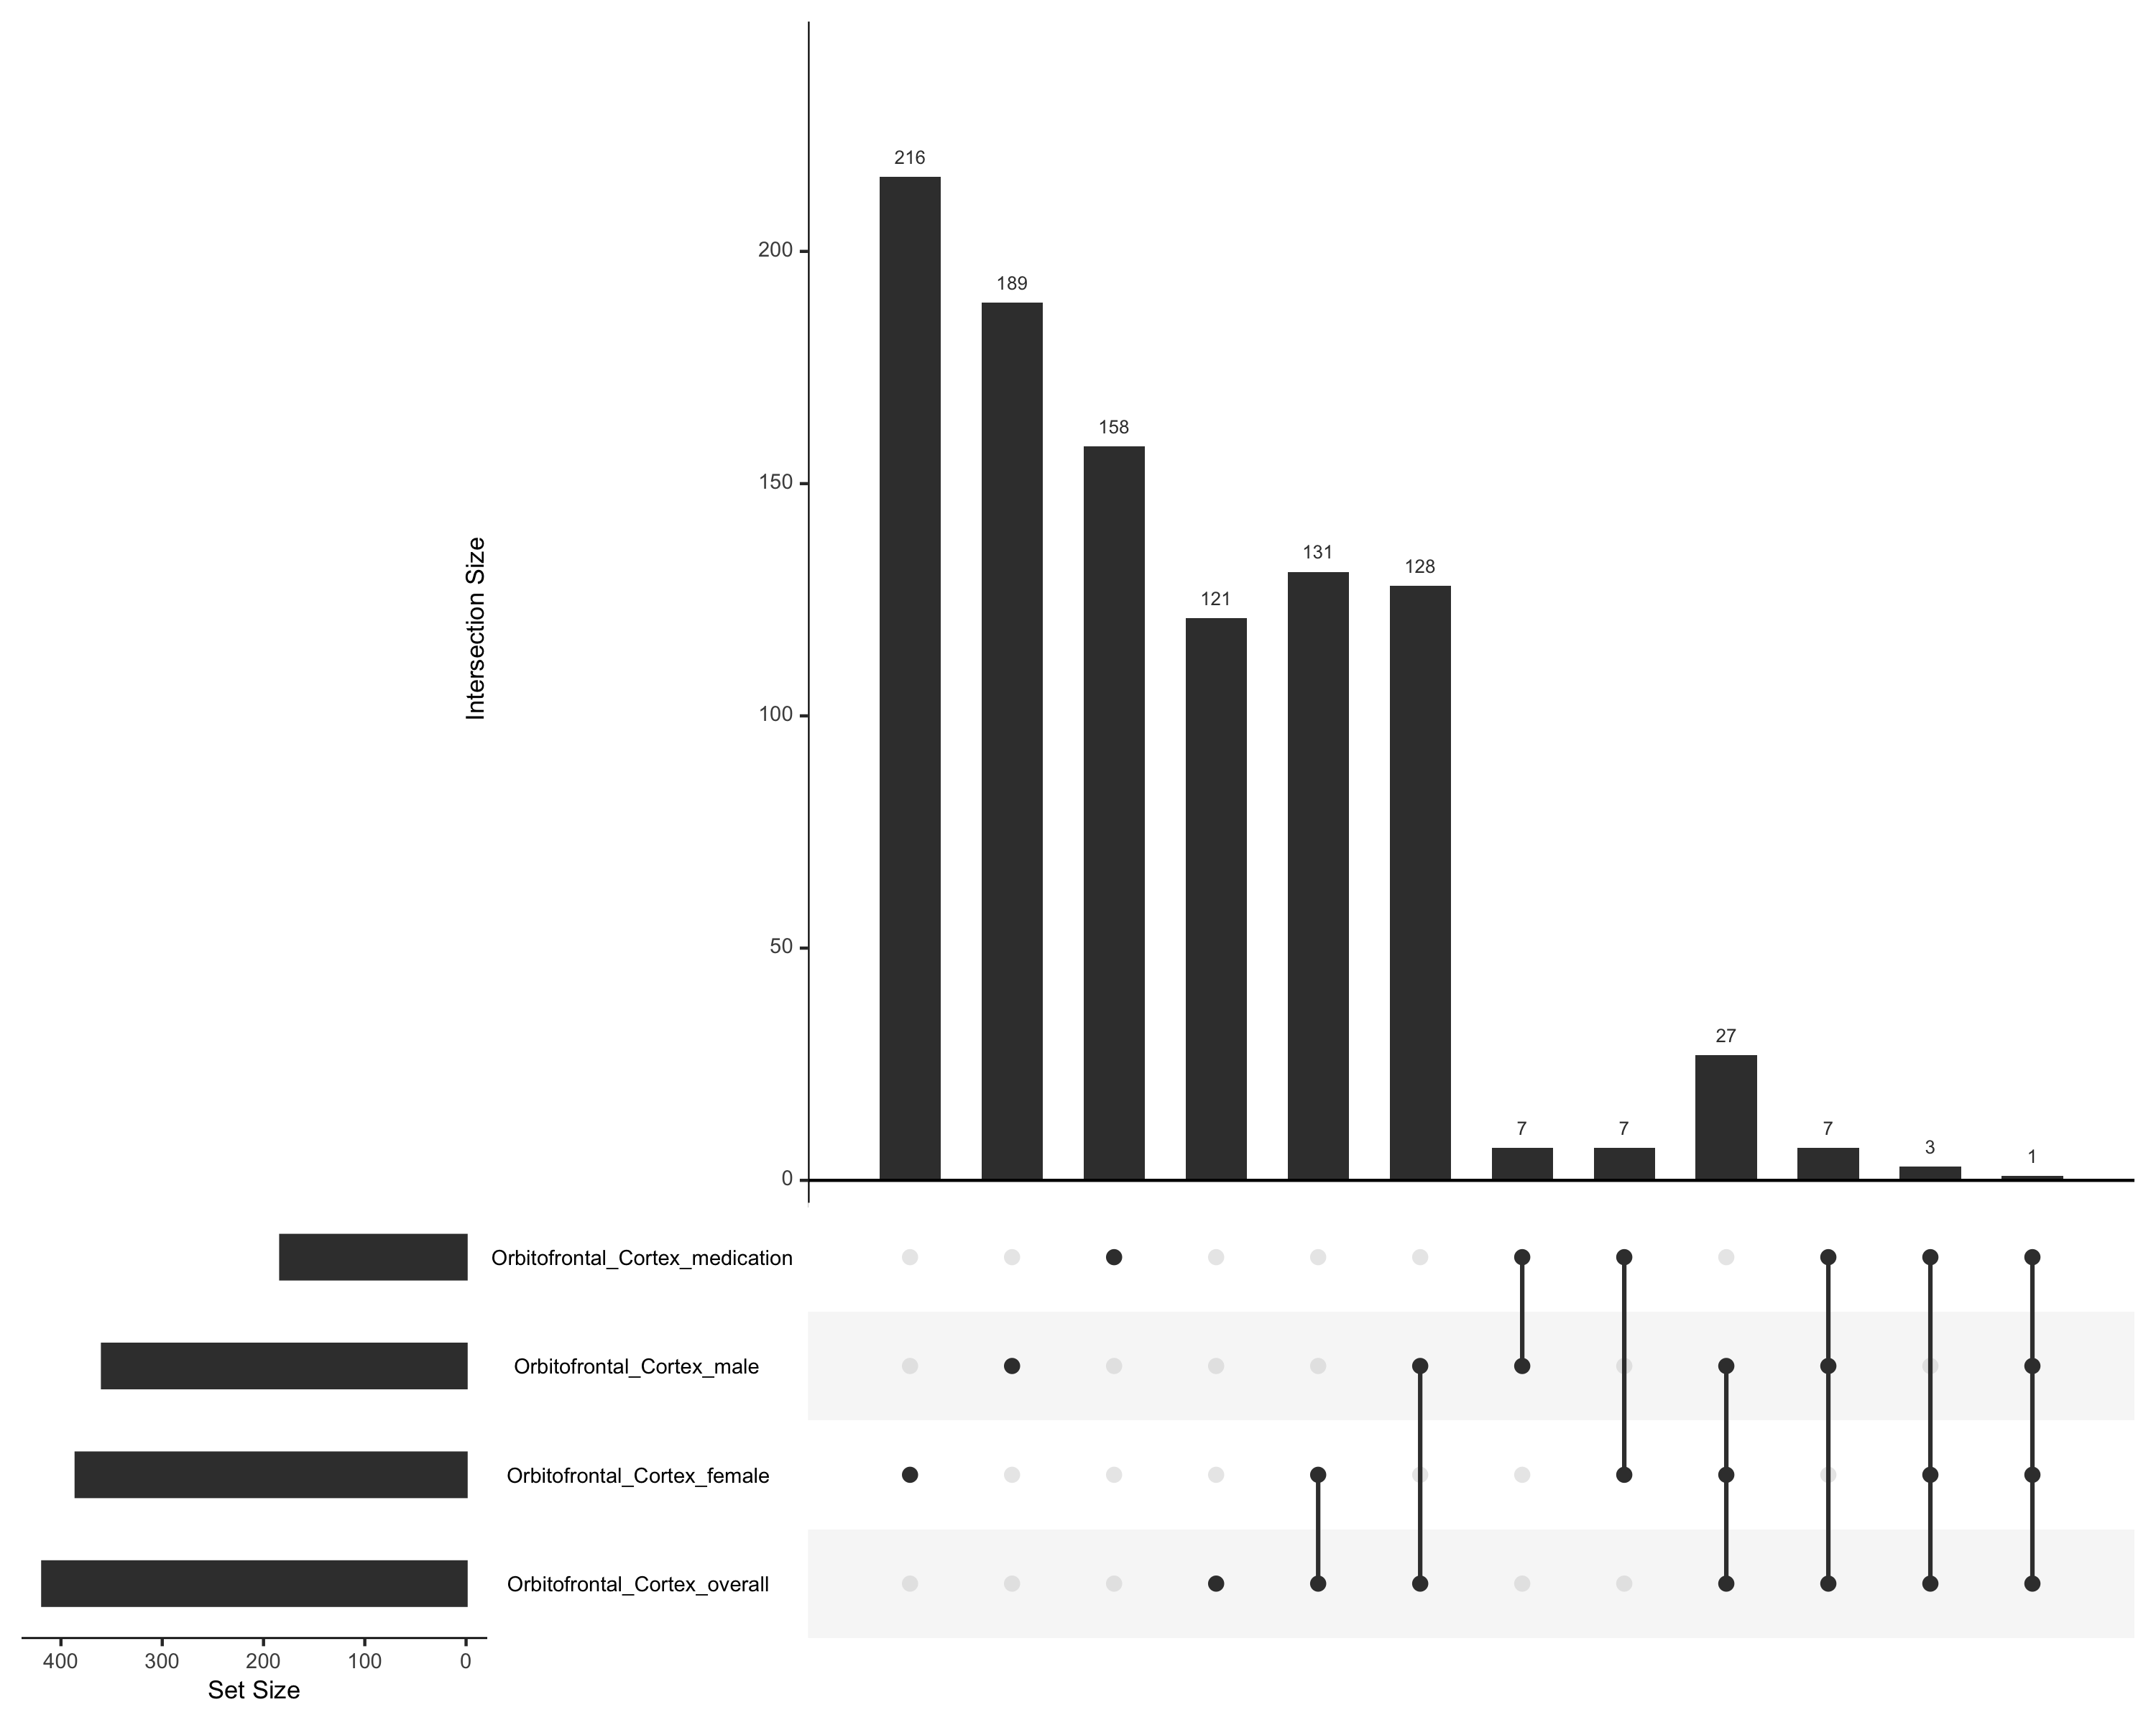 216
189
158
121
131
128
7
7
27
7
3
1
200
150
100
50
0
Intersection Size
Orbitofrontal_Cortex_medication
Orbitofrontal_Cortex_male
Orbitofrontal_Cortex_female
Orbitofrontal_Cortex_overall
400 300 200 100 0
Set Size